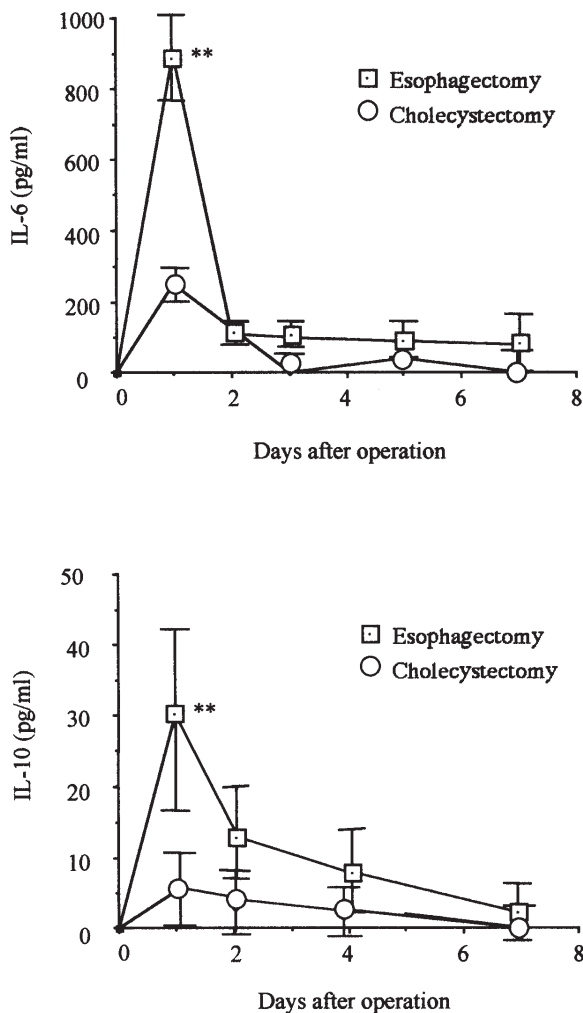 1000
800
600
400
200
0
IL-6 (pg/ml)
**
Esophagectomy
Cholecystectomy
0 2 4 6 8
Days after operation
50
40
30
20
10
0
IL-10 (pg/ml)
**
Esophagectomy
Cholecystectomy
0 2 4 6 8
Days after operation